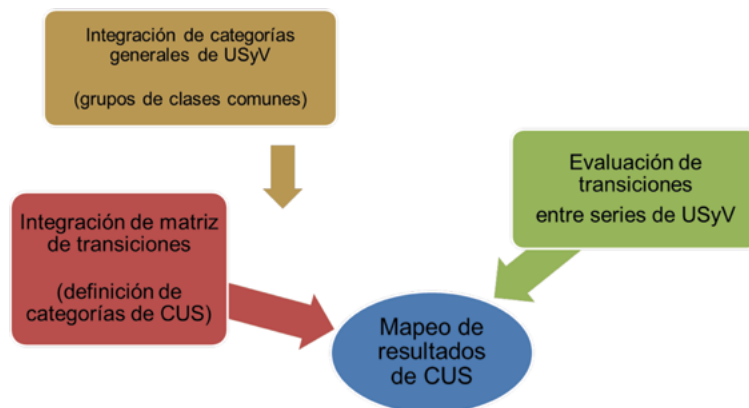 Integración de categorías
generales de USyV
(grupos de clases comunes)
Integración de matriz
de transiciones
(definición de
categorías de CUS)
Evaluación de
transiciones
entre series de USyV
Mapeo de
resultados
de CUS